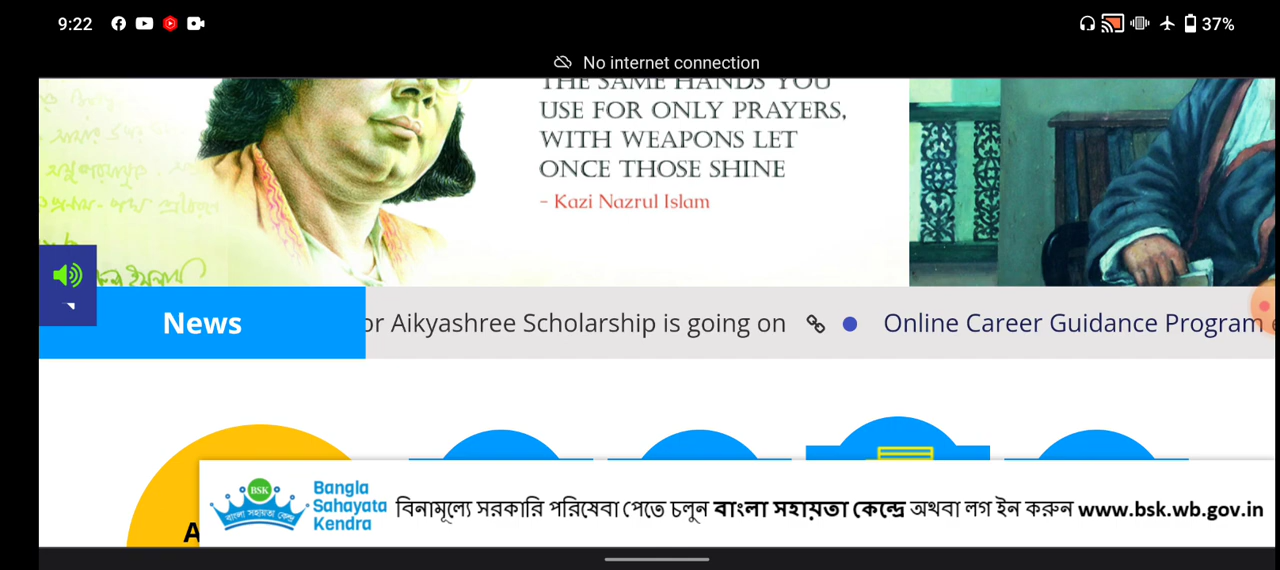 9:22
37%
No internet connection
THE SAME HANDS YOU
USE FOR ONLY PRAYERS,
WITH WEAPONS LET
ONCE THOSE SHINE
- Kazi Nazrul Islam
News
or Aikyashree Scholarship is going on
Online Career Guidance Program
A
BSK
বাংলা সহায়তা কেন্দ্র
Bangla
Sahayata
Kendra
বিনামূল্যে সরকারি পরিষেবা পেতে চলুন বাংলা সহায়তা কেন্দ্রে অথবা লগ ইন করুন www.bsk.wb.gov.in